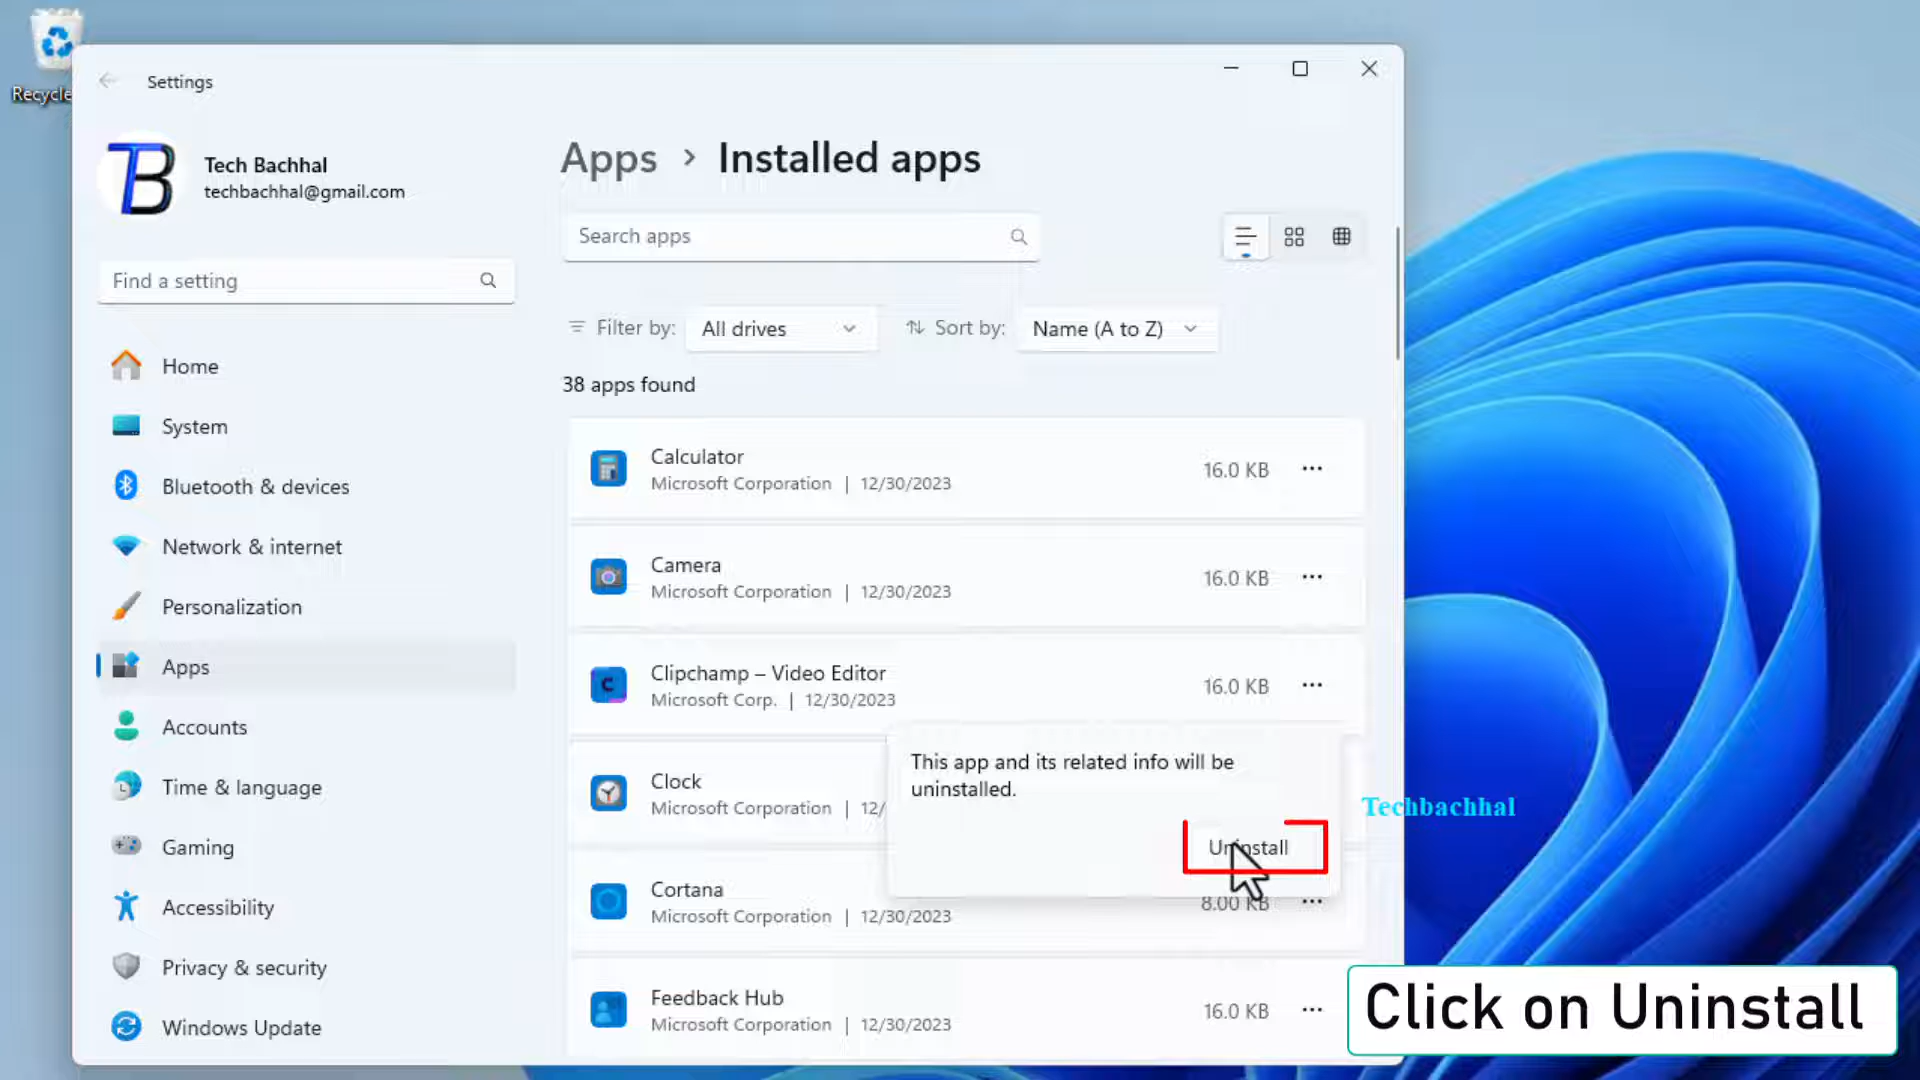 Recycle
Settings
Tech Bachhal
techbachhal@gmail.com
Find a setting
Home
System
Bluetooth & devices
Network & internet
Personalization
Apps
Accounts
Time & language
Gaming
Accessibility
Privacy & security
Windows Update
Apps > Installed apps
Search apps
Filter by: All drives Sort by: Name (A to Z)
38 apps found
Calculator
Microsoft Corporation | 12/30/2023
16.0 KB
Camera
Microsoft Corporation | 12/30/2023
16.0 KB
Clipchamp – Video Editor
Microsoft Corp. | 12/30/2023
16.0 KB
Clock
Microsoft Corporation | 12/
This app and its related info will be
uninstalled.
Uninstall
Cortana
Microsoft Corporation | 12/30/2023
8.00 KB
Feedback Hub
Microsoft Corporation | 12/30/2023
16.0 KB
Techbachhal
Click on Uninstall